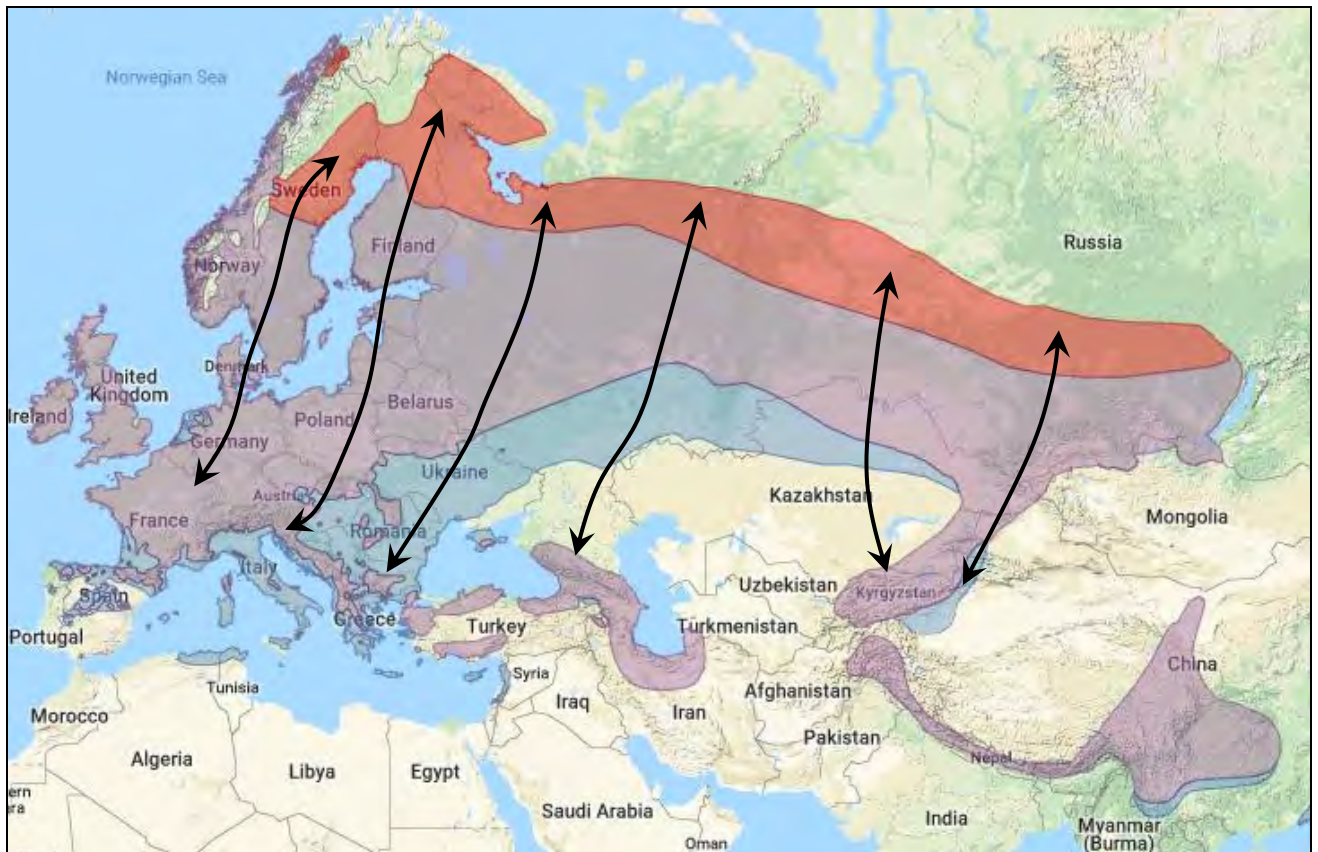 Norwegian Sea
Sweden
Russia
Finland
Norway
Denmark
United
Kingdom
Ireland
Belarus
Poland
Germany
Ukraine
Austria
Kazakhstan
France
Mongolia
Romania
Italy
Uzbekistan
Kyrgyzstan
Spain
Greece
Turkey
Turkmenistan
Portugal
China
Syria
Tunisia
Afghanistan
Iraq
Iran
Morocco
Pakistan
Algeria
Nepal
Libya
Egypt
ern
ara
Saudi Arabia
India
Myanmar
(Burma)
Oman